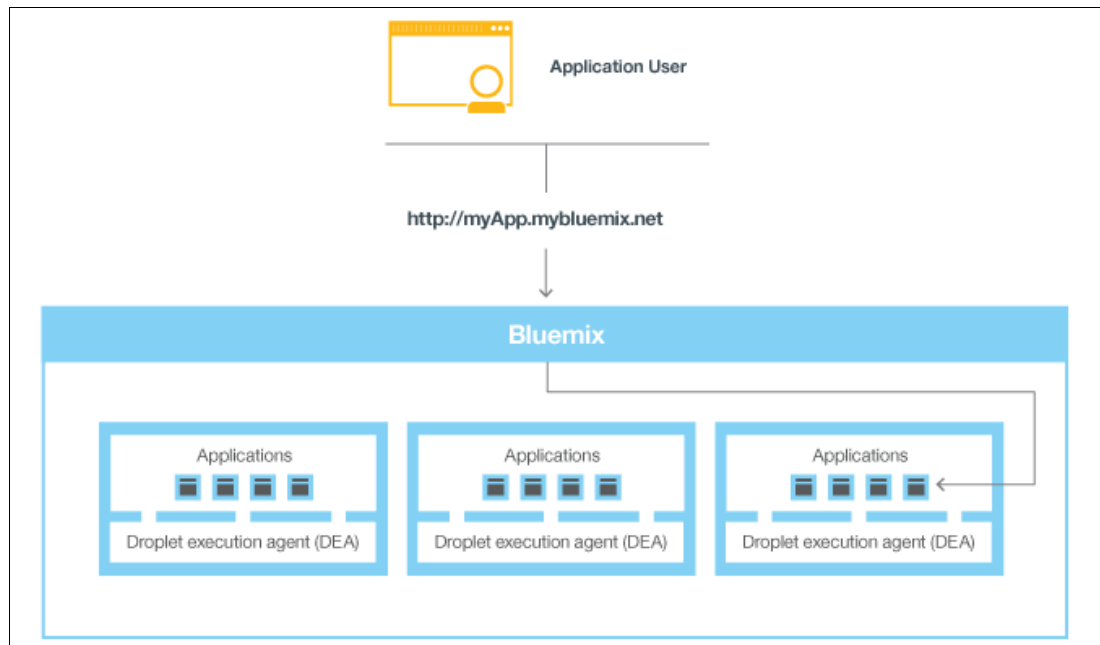 Application User
http://myApp.mybluemix.net
Bluemix
Applications
Droplet execution agent (DEA)
Applications
Droplet execution agent (DEA)
Applications
Droplet execution agent (DEA)